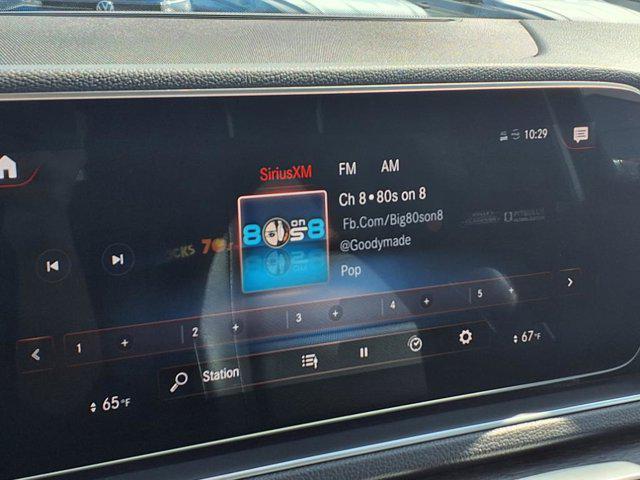 10:29
SiriusXM FM AM
Ch 8 • 80s on 8
80s on 8
Fb.Com/Big80son8
@Goodymade
Pop
1 + 2 + 3 + 4 + 5 +
Station
65°F
67°F